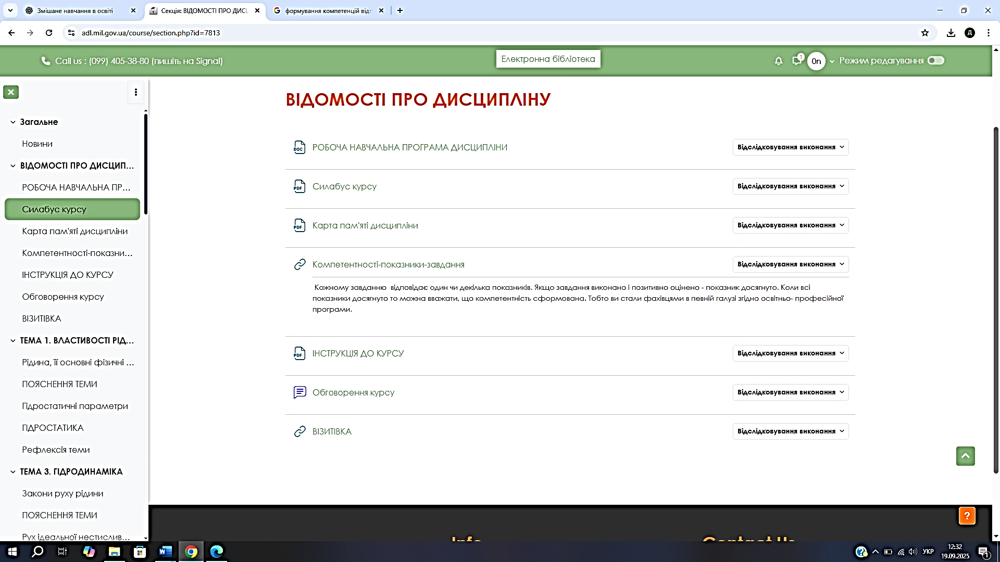 Змішане навчання в освіті
Секція: ВІДОМОСТІ ПРО ДИСЦ
формування компетенцій від
adl.mil.gov.ua/course/section.php?id=7813
Call us : (099) 405-38-80 (пишіть на Signal)
Електронна бібліотека
1
0п
Режим редагування
Загальне
Новини
ВІДОМОСТІ ПРО ДИСЦИП...
РОБОЧА НАВЧАЛЬНА ПР...
Силабус курсу
Карта пам'яті дисципліни
Компетентності-показни...
ІНСТРУКЦІЯ ДО КУРСУ
Обговорення курсу
ВІЗИТІВКА
ТЕМА 1. ВЛАСТИВОСТІ РІД...
Рідина, її основні фізичні ...
ПОЯСНЕННЯ ТЕМИ
Гідростатичні параметри
ГІДРОСТАТИКА
Рефлексія теми
ТЕМА 3. ГІДРОДИНАМІКА
Закони руху рідини
ПОЯСНЕННЯ ТЕМИ
Рух ідеальної нестислив...
ВІДОМОСТІ ПРО ДИСЦИПЛІНУ
DOC РОБОЧА НАВЧАЛЬНА ПРОГРАМА ДИСЦИПЛІНИ Відслідковування виконання
PDF Силабус курсу Відслідковування виконання
PDF Карта пам'яті дисципліни Відслідковування виконання
Компетентності-показники-завдання Відслідковування виконання
Кожному завданню відповідає один чи декілька показників. Якщо завдання виконано і позитивно оцінено - показник досягнуто. Коли всі
показники досягнуто то можна вважати, що компетентність сформована. Тобто ви стали фахівцями в певній галузі згідно освітньо- професійної
програми.
PDF ІНСТРУКЦІЯ ДО КУРСУ Відслідковування виконання
Обговорення курсу Відслідковування виконання
ВІЗИТІВКА Відслідковування виконання
?
Info
Contact Us
УКР
12:32
19.09.2025
1